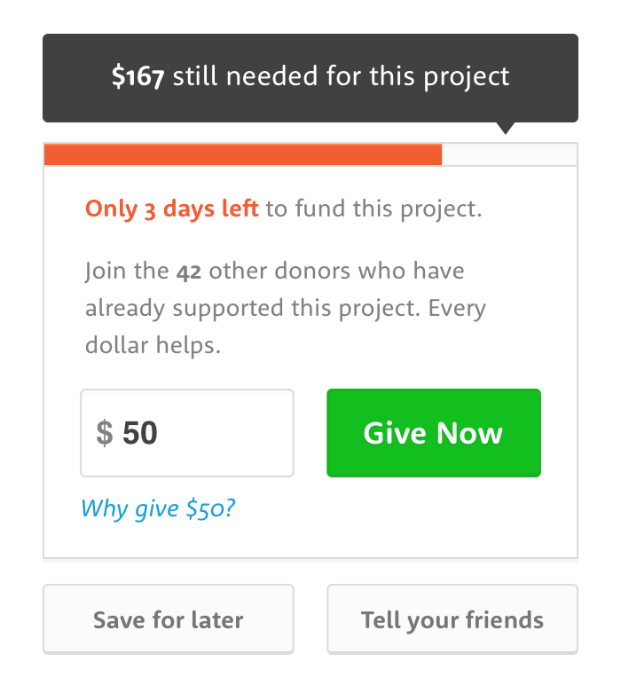 $167 still needed for this project
Only 3 days left to fund this project.
Join the 42 other donors who have
already supported this project. Every
dollar helps.
$ 50
Give Now
Why give $50?
Save for later
Tell your friends